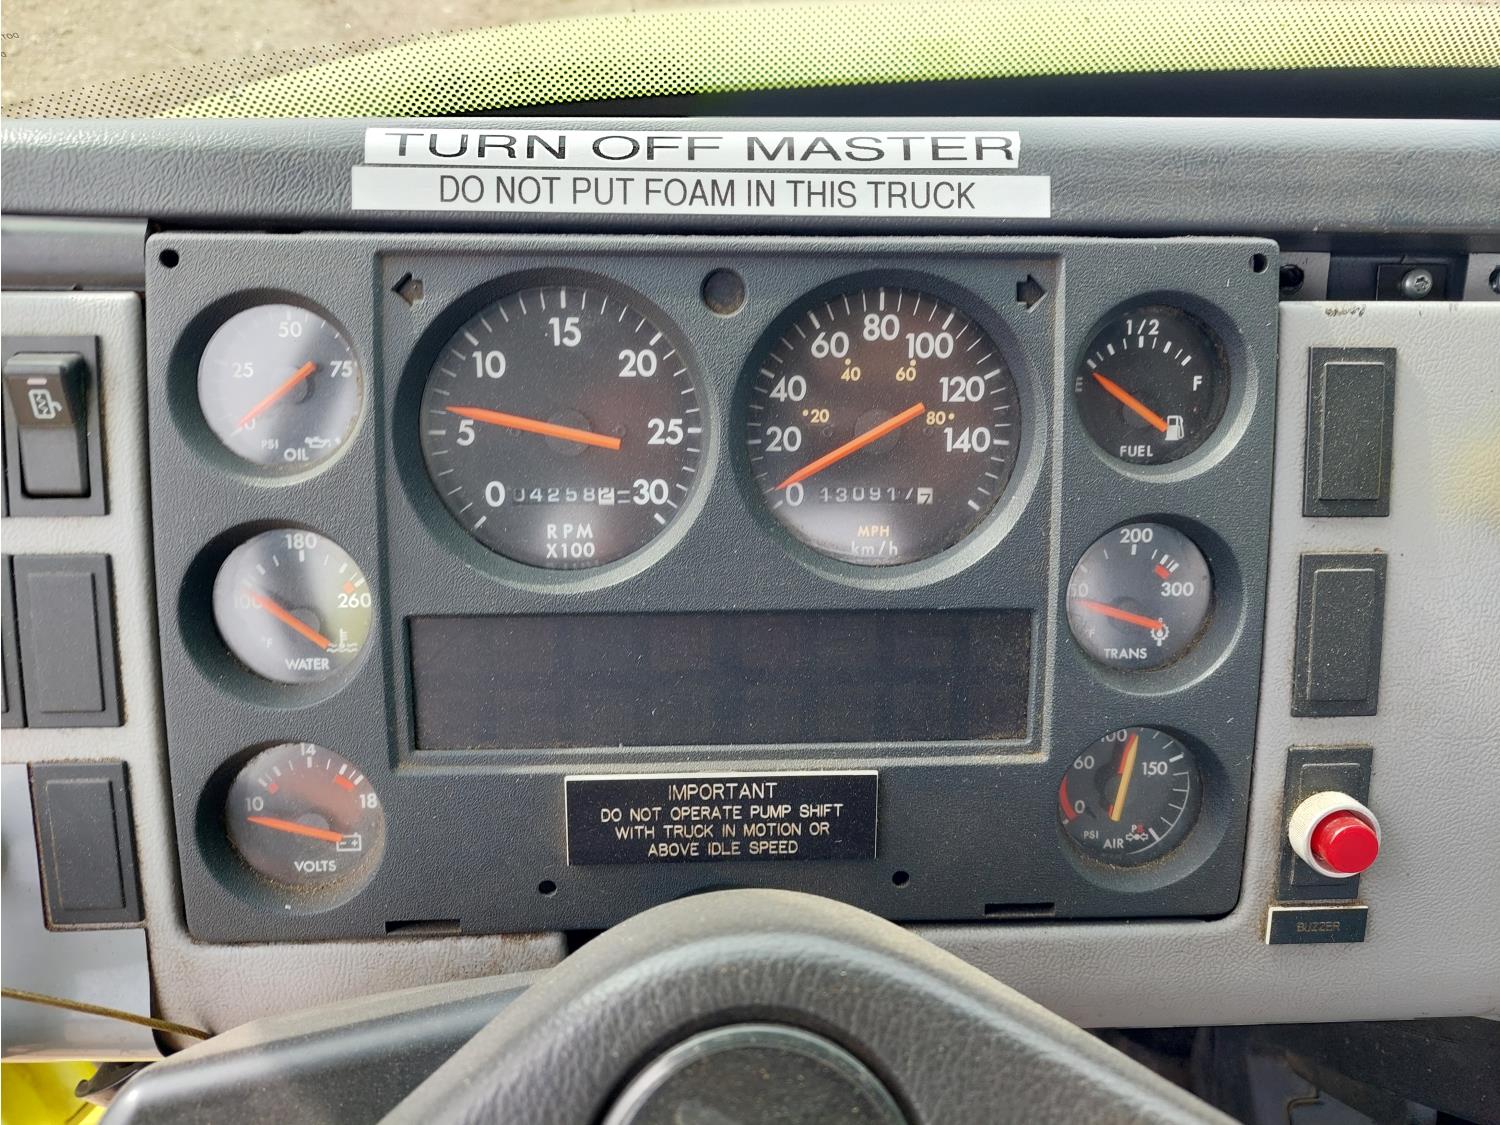 TURN OFF MASTER
DO NOT PUT FOAM IN THIS TRUCK
25 50 75
PSI
OIL
0 5 10 15 20 25 30
RPM
X100
0 20 40 60 80 100 120 140
20 40 60 80
MPH
km/h
E 1/2 F
FUEL
100 180 260
°F
WATER
200 300
°F
TRANS
10 14 18
VOLTS
0 60 100 150
PSI
AIR
IMPORTANT
DO NOT OPERATE PUMP SHIFT
WITH TRUCK IN MOTION OR
ABOVE IDLE SPEED
BUZZER